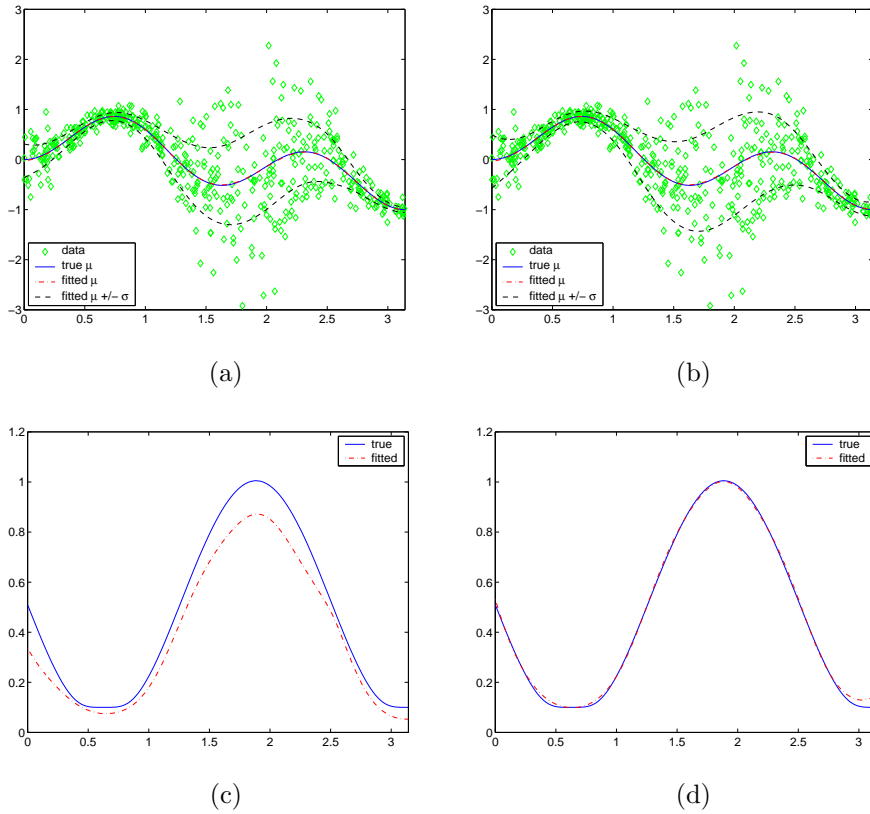 3
2
1
0
−1
−2
−3
0 0.5 1 1.5 2 2.5 3
data
true μ
fitted μ
fitted μ +/− σ
(a)
3
2
1
0
−1
−2
−3
0 0.5 1 1.5 2 2.5 3
data
true μ
fitted μ
fitted μ +/− σ
(b)
1.2
1
0.8
0.6
0.4
0.2
0
0 0.5 1 1.5 2 2.5 3
true
fitted
(c)
1.2
1
0.8
0.6
0.4
0.2
0
0 0.5 1 1.5 2 2.5 3
true
fitted
(d)